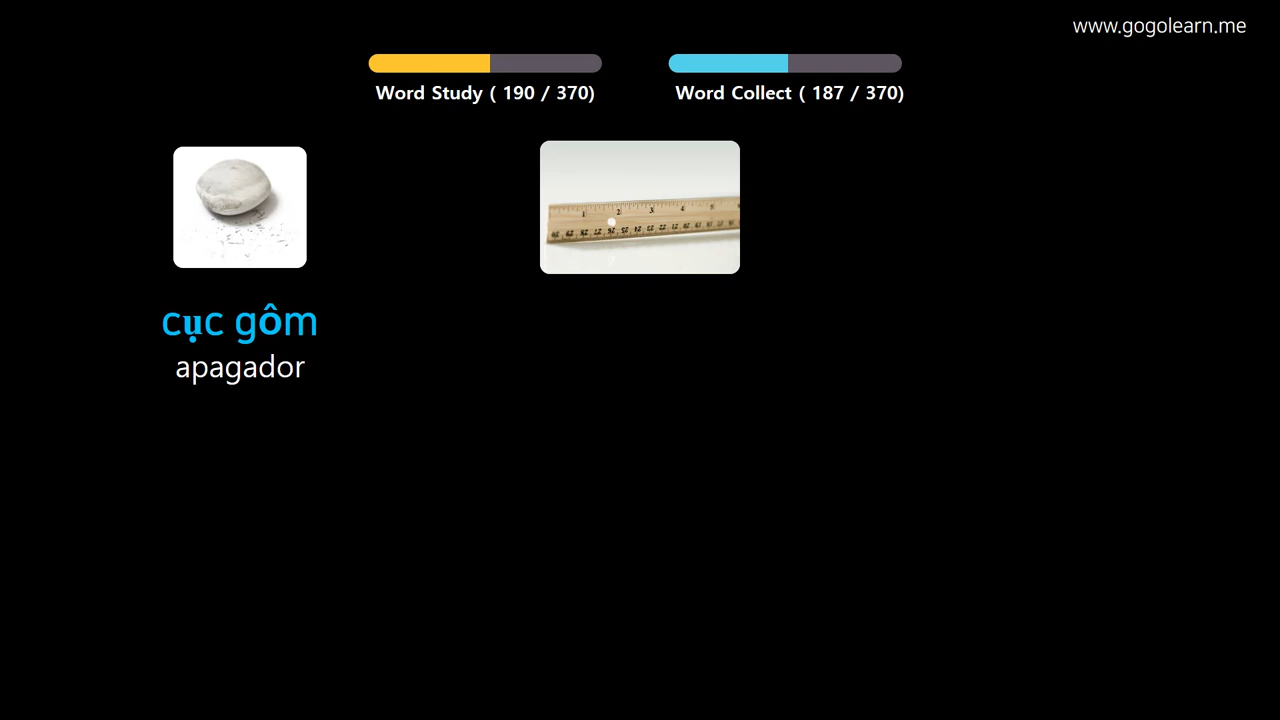 www.gogolearn.me
Word Study ( 190 / 370)
Word Collect ( 187 / 370)
cục gôm
apagador